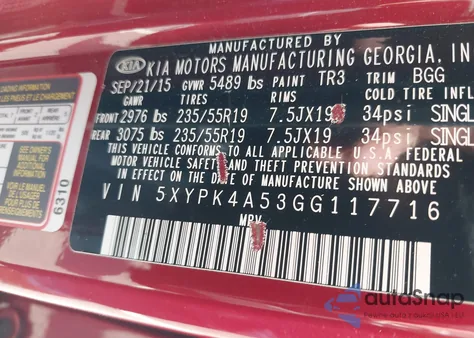 MANUFACTURED BY
KIA KIA MOTORS MANUFACTURING GEORGIA, IN
SEP/21/15 GVWR 5489 lbs PAINT TR3 TRIM BGG
TIRES RIMS COLD TIRE INFL
FRONT 2976 lbs 235/55R19 7.5JX19 34psi SINGL
REAR 3075 lbs 235/55R19 7.5JX19 34psi SINGL
THIS VEHICLE CONFORMS TO ALL APPLICABLE U.S.A. FEDERAL
MOTOR VEHICLE SAFETY AND THEFT PREVENTION STANDARDS
IN EFFECT ON THE DATE OF MANUFACTURE SHOWN ABOVE
VIN 5XYPK4A53GG117716
MPV
6310
autoSnap